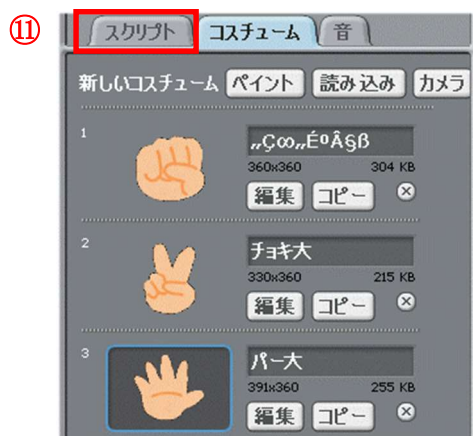 ⑪
スクリプト コスチューム 音
新しいコスチューム ペイント 読み込み カメラ
1
„Ç∞„ɺÂ§ß
360x360 304 KB
編集 コピー
2
チョキ大
330x360 215 KB
編集 コピー
3
パー大
391x360 255 KB
編集 コピー